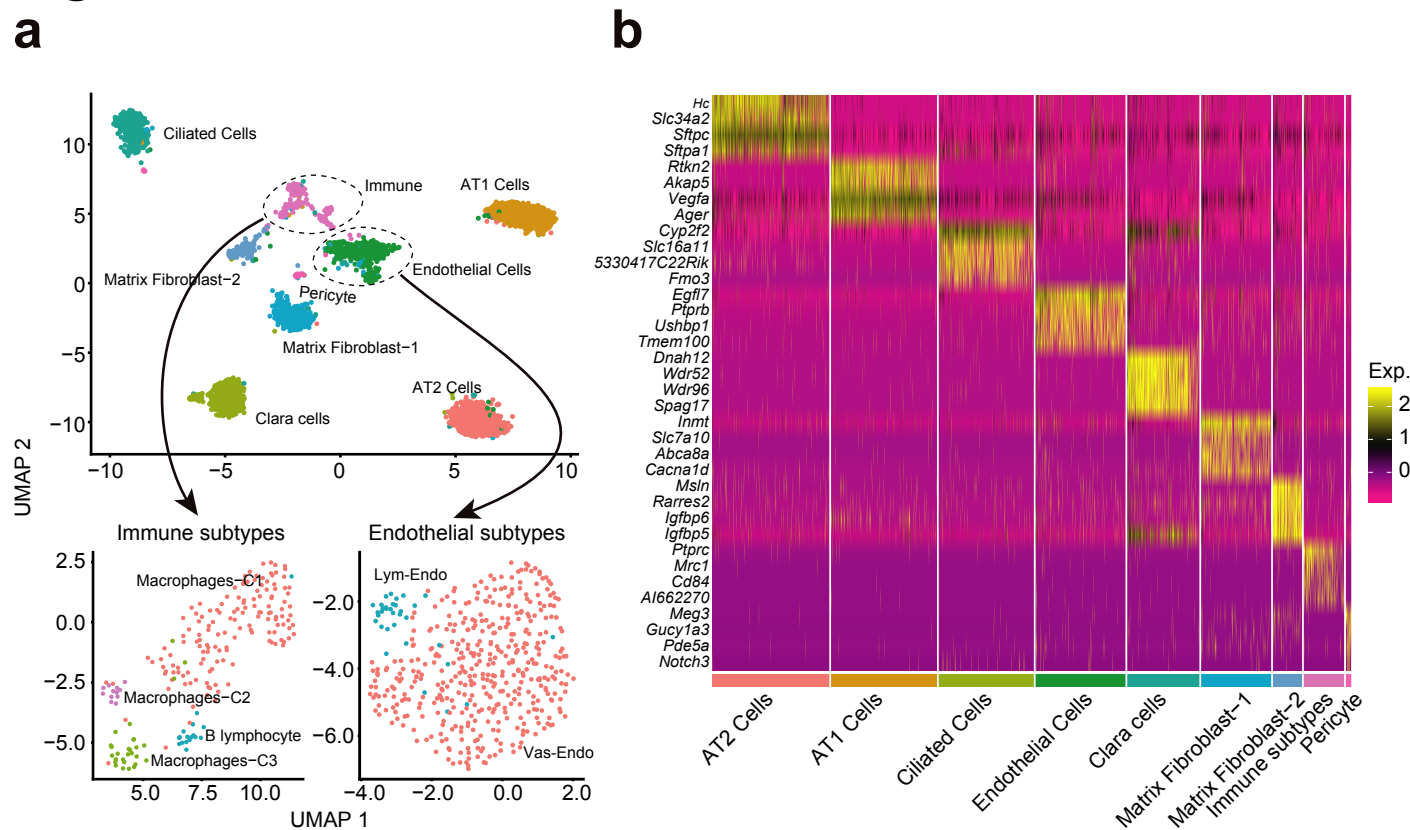 a
b
Ciliated Cells
Immune
AT1 Cells
Matrix Fibroblast−2
Endothelial Cells
Pericyte
Matrix Fibroblast−1
AT2 Cells
Clara cells
10
5
0
−5
−10
−10
−5
0
5
10
UMAP 2
Immune subtypes
2.5
0.0
−2.5
−5.0
Macrophages−C1
Macrophages−C2
B lymphocyte
Macrophages−C3
5.0
7.5
10.0
Endothelial subtypes
−2.0
−4.0
−6.0
Lym-Endo
Vas-Endo
−4.0
−2.0
0.0
2.0
UMAP 1
Hc
Slc34a2
Sftpc
Sftpa1
Rtkn2
Akap5
Vegfa
Ager
Cyp2f2
Slc16a11
5330417C22Rik
Fmo3
Egfl7
Ptprb
Ushbp1
Tmem100
Dnah12
Wdr52
Wdr96
Spag17
Inmt
Slc7a10
Abca8a
Cacna1d
Msln
Rarres2
Igfbp6
Igfbp5
Ptprc
Mrc1
Cd84
AI662270
Meg3
Gucy1a3
Pde5a
Notch3
AT2 Cells
AT1 Cells
Ciliated Cells
Endothelial Cells
Clara cells
Matrix Fibroblast−1
Matrix Fibroblast−2
Immune subtypes
Pericyte
Exp.
2
1
0